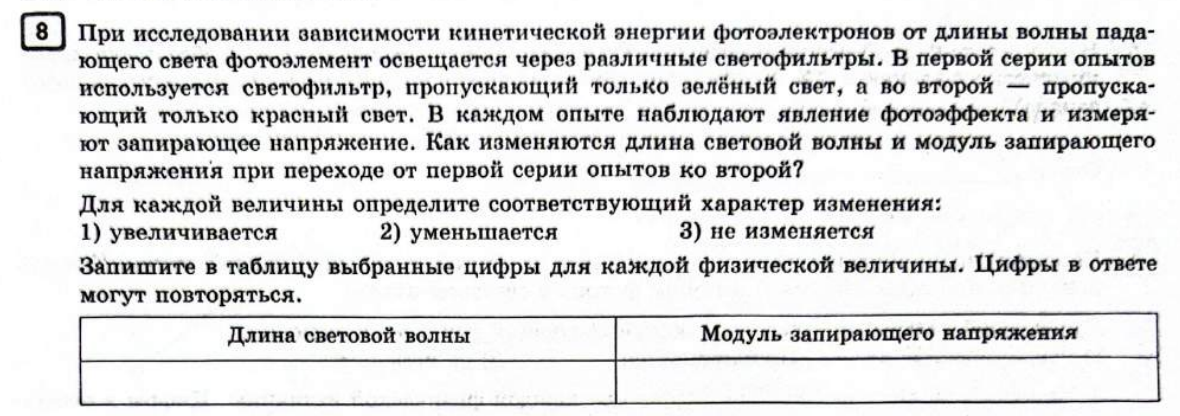 8 При исследовании зависимости кинетической энергии фотоэлектронов от длины волны пада-
ющего света фотоэлемент освещается через различные светофильтры. В первой серии опытов
используется светофильтр, пропускающий только зелёный свет, а во второй — пропуска-
ющий только красный свет. В каждом опыте наблюдают явление фотоэффекта и измеря-
ют запирающее напряжение. Как изменяются длина световой волны и модуль запирающего
напряжения при переходе от первой серии опытов ко второй?
Для каждой величины определите соответствующий характер изменения:
1) увеличивается 2) уменьшается 3) не изменяется
Запишите в таблицу выбранные цифры для каждой физической величины. Цифры в ответе
могут повторяться.
Длина световой волны Модуль запирающего напряжения